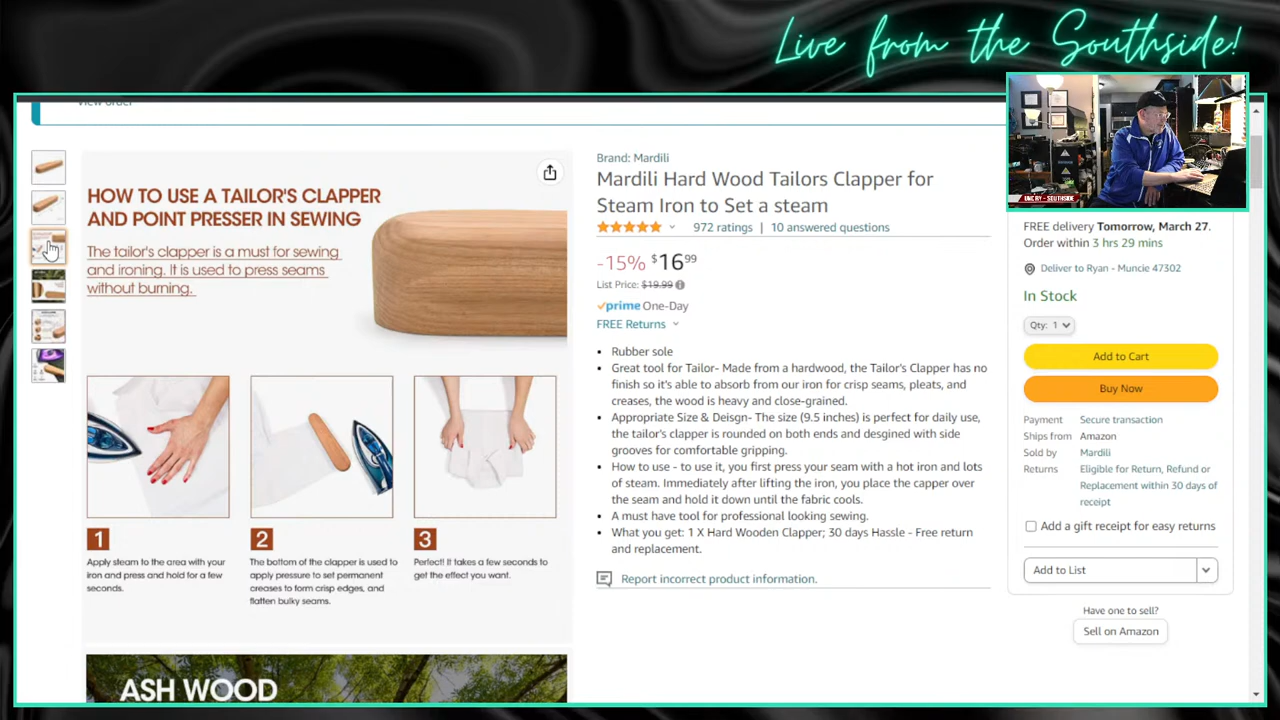 Live from the Southside!
View order
HOW TO USE A TAILOR'S CLAPPER
AND POINT PRESSER IN SEWING
The tailor's clapper is a must for sewing
and ironing. It is used to press seams
without burning.
1
Apply steam to the area with your
iron and press and hold for a few
seconds.
2
The bottom of the clapper is used to
apply pressure to set permanent
creases to form crisp edges, and
flatten bulky seams.
3
Perfect! It takes a few seconds to
get the effect you want.
ASH WOOD
Brand: Mardili
Mardili Hard Wood Tailors Clapper for
Steam Iron to Set a steam
972 ratings | 10 answered questions
-15% $16 99
List Price: $19.99
prime One-Day
FREE Returns
• Rubber sole
• Great tool for Tailor- Made from a hardwood, the Tailor's Clapper has no
finish so it's able to absorb from our iron for crisp seams, pleats, and
creases, the wood is heavy and close-grained.
• Appropriate Size & Deisgn- The size (9.5 inches) is perfect for daily use,
the tailor's clapper is rounded on both ends and desgined with side
grooves for comfortable gripping.
• How to use - to use it, you first press your seam with a hot iron and lots
of steam. Immediately after lifting the iron, you place the capper over
the seam and hold it down until the fabric cools.
• A must have tool for professional looking sewing.
• What you get: 1 X Hard Wooden Clapper; 30 days Hassle - Free return
and replacement.
Report incorrect product information.
UNC RY - SOUTHSIDE
FREE delivery Tomorrow, March 27.
Order within 3 hrs 29 mins
Deliver to Ryan - Muncie 47302
In Stock
Qty: 1
Add to Cart
Buy Now
Payment Secure transaction
Ships from Amazon
Sold by Mardili
Returns Eligible for Return, Refund or
Replacement within 30 days of
receipt
Add a gift receipt for easy returns
Add to List
Have one to sell?
Sell on Amazon